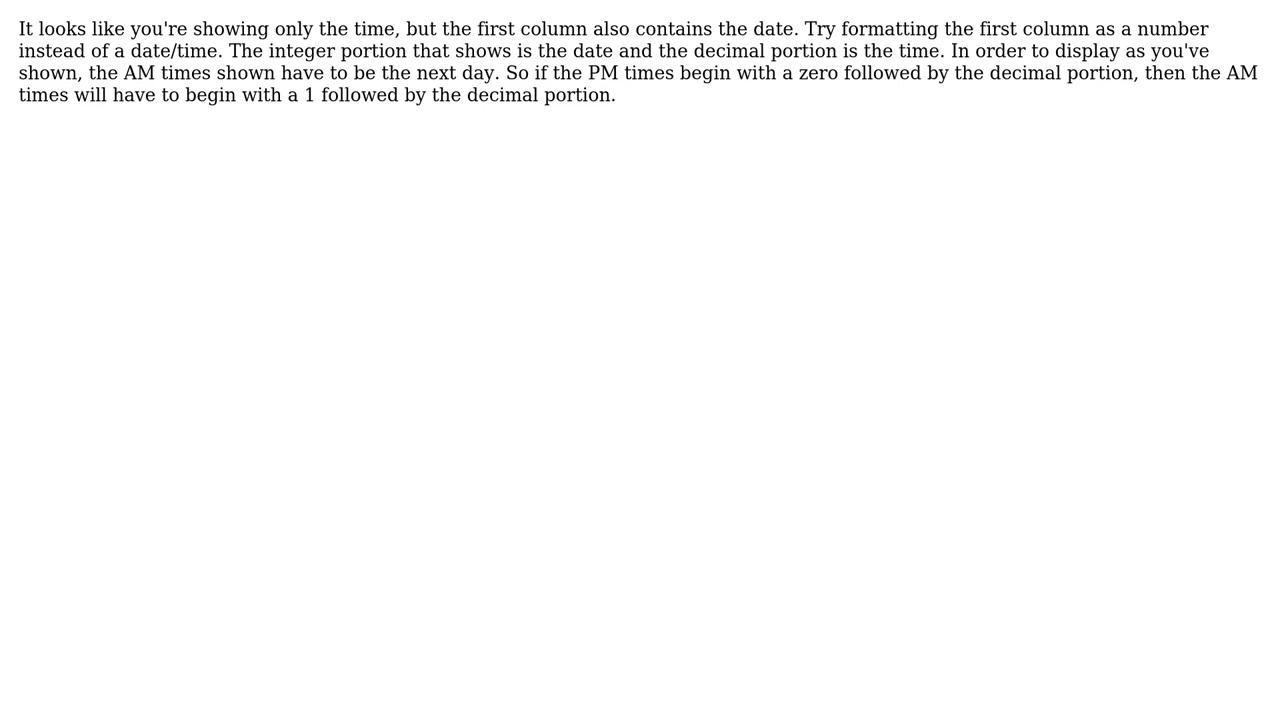 It looks like you're showing only the time, but the first column also contains the date. Try formatting the first column as a number
instead of a date/time. The integer portion that shows is the date and the decimal portion is the time. In order to display as you've
shown, the AM times shown have to be the next day. So if the PM times begin with a zero followed by the decimal portion, then the AM
times will have to begin with a 1 followed by the decimal portion.